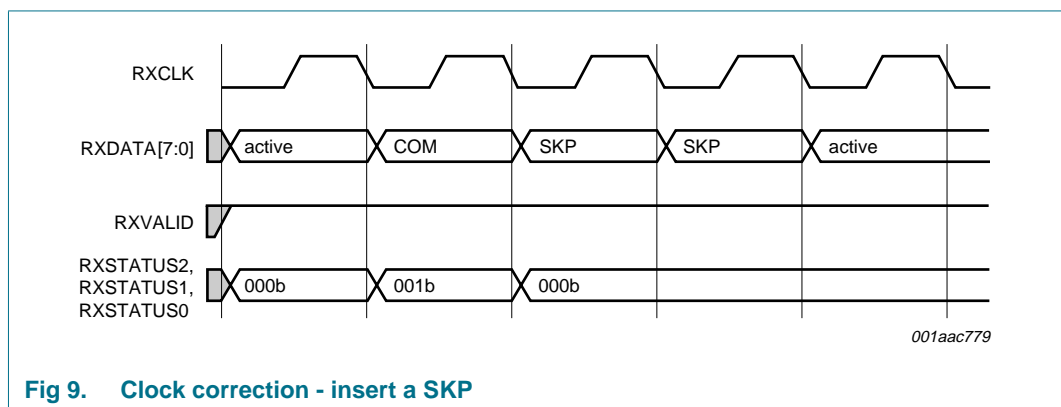 RXCLK
RXDATA[7:0]
active
COM
SKP
SKP
active
RXVALID
RXSTATUS2,
RXSTATUS1,
RXSTATUS0
000b
001b
000b
001aac779
Fig 9. Clock correction - insert a SKP